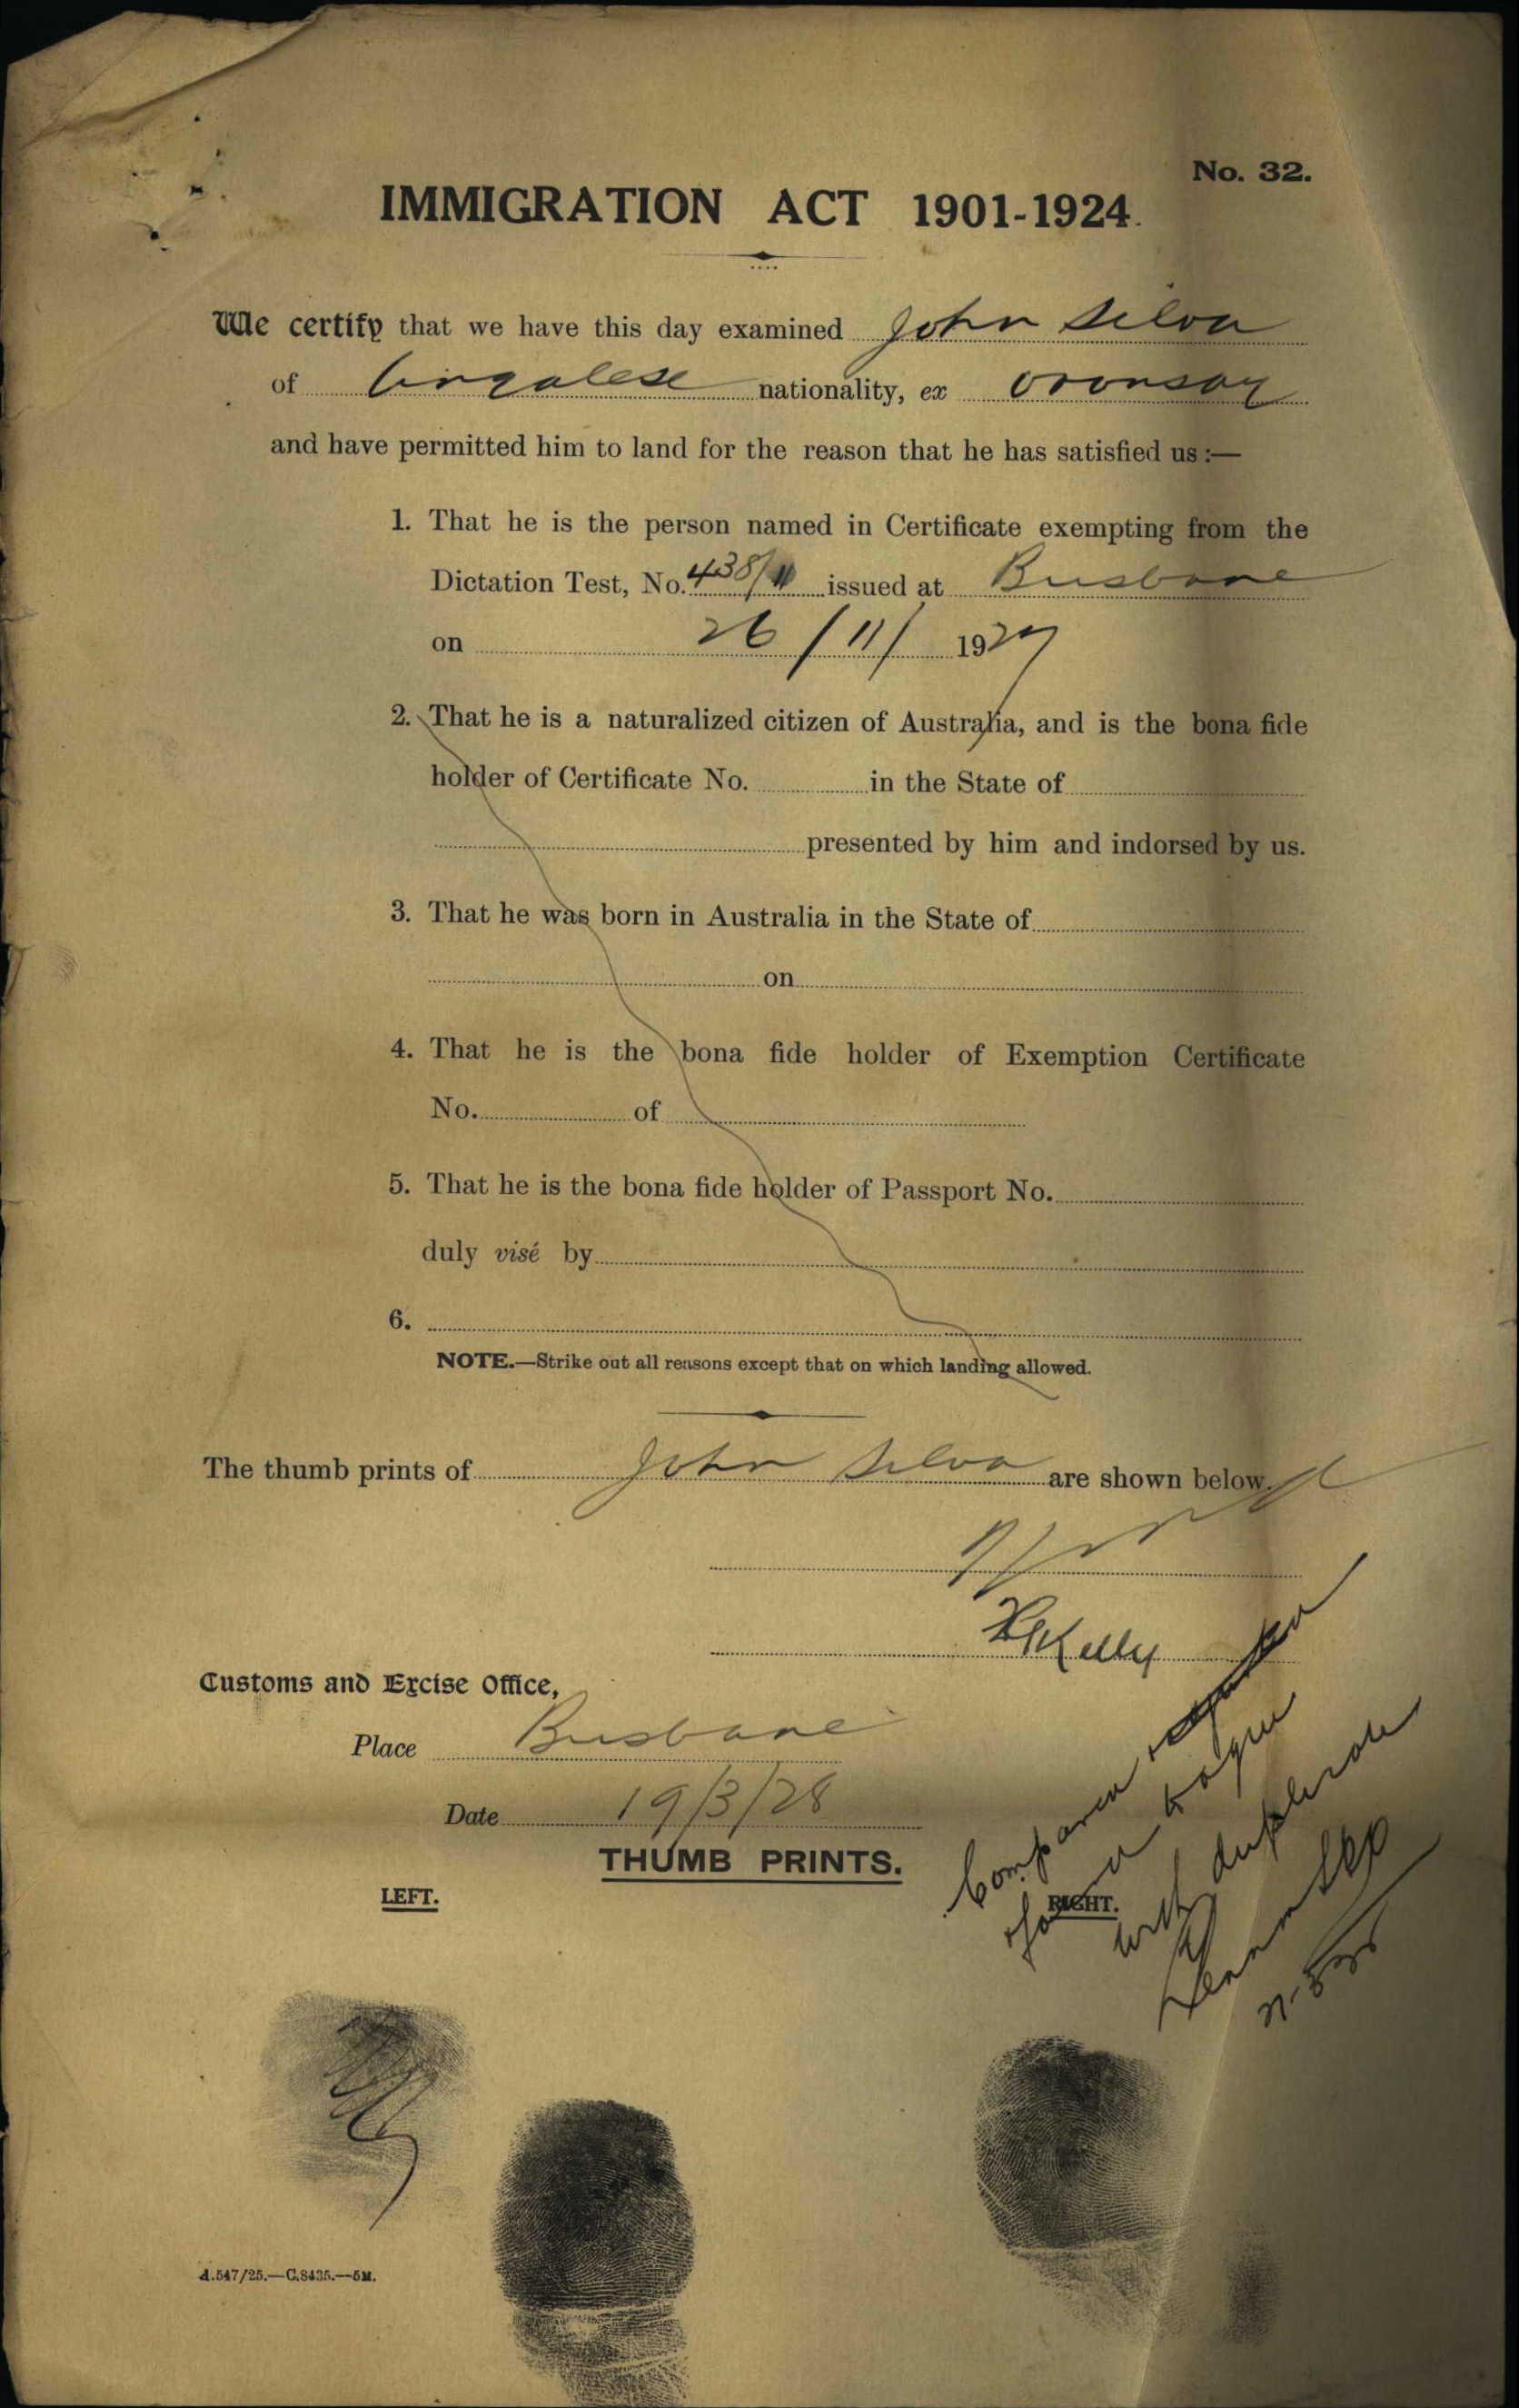 No. 32.
IMMIGRATION ACT 1901-1924.
We certify that we have this day examined John Silva
of Cingalese nationality, ex Oronsay
and have permitted him to land for the reason that he has satisfied us :—
1. That he is the person named in Certificate exempting from the
Dictation Test, No. 438/ issued at Brisbane
on 26/11/1927
2. That he is a naturalized citizen of Australia, and is the bona fide
holder of Certificate No. in the State of
presented by him and indorsed by us.
3. That he was born in Australia in the State of
on
4. That he is the bona fide holder of Exemption Certificate
No. of
5. That he is the bona fide holder of Passport No.
duly visé by
6.
NOTE.—Strike out all reasons except that on which landing allowed.
The thumb prints of John Silva are shown below.
Kelly
Customs and Excise Office,
Place Brisbane
Date 19/3/28
THUMB PRINTS.
LEFT.
RIGHT.
Compared
found to agree
with duplicate
A.547/25.—C.8435.—5M.